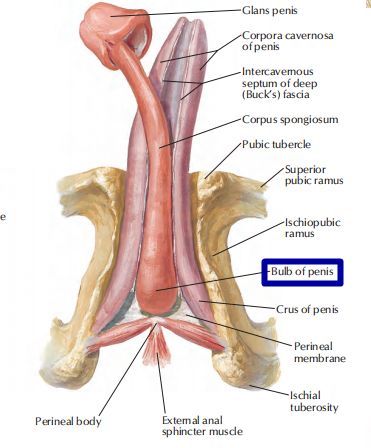 Glans penis
Corpora cavernosa
of penis
Intercavernous
septum of deep
(Buck's) fascia
Corpus spongiosum
Pubic tubercle
Superior
pubic ramus
e
Ischiopubic
ramus
Bulb of penis
Crus of penis
Perineal
membrane
Ischial
tuberosity
Perineal body
External anal
sphincter muscle